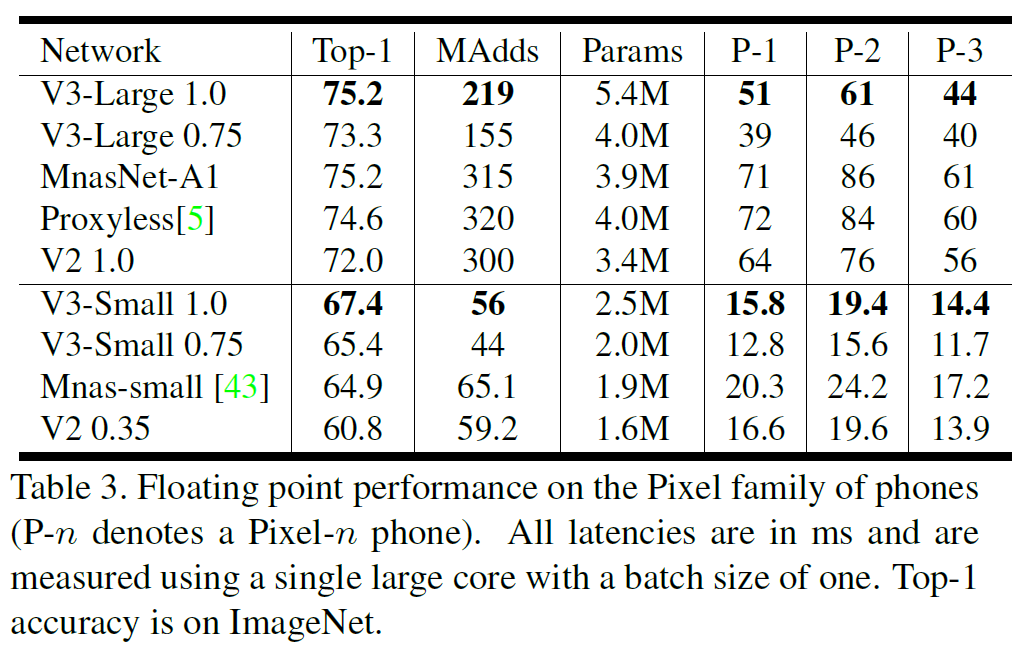 Network Top-1 MAdds Params P-1 P-2 P-3
V3-Large 1.0 75.2 219 5.4M 51 61 44
V3-Large 0.75 73.3 155 4.0M 39 46 40
MnasNet-A1 75.2 315 3.9M 71 86 61
Proxyless[5] 74.6 320 4.0M 72 84 60
V2 1.0 72.0 300 3.4M 64 76 56
V3-Small 1.0 67.4 56 2.5M 15.8 19.4 14.4
V3-Small 0.75 65.4 44 2.0M 12.8 15.6 11.7
Mnas-small [43] 64.9 65.1 1.9M 20.3 24.2 17.2
V2 0.35 60.8 59.2 1.6M 16.6 19.6 13.9
Table 3. Floating point performance on the Pixel family of phones
(P-n denotes a Pixel-n phone). All latencies are in ms and are
measured using a single large core with a batch size of one. Top-1
accuracy is on ImageNet.